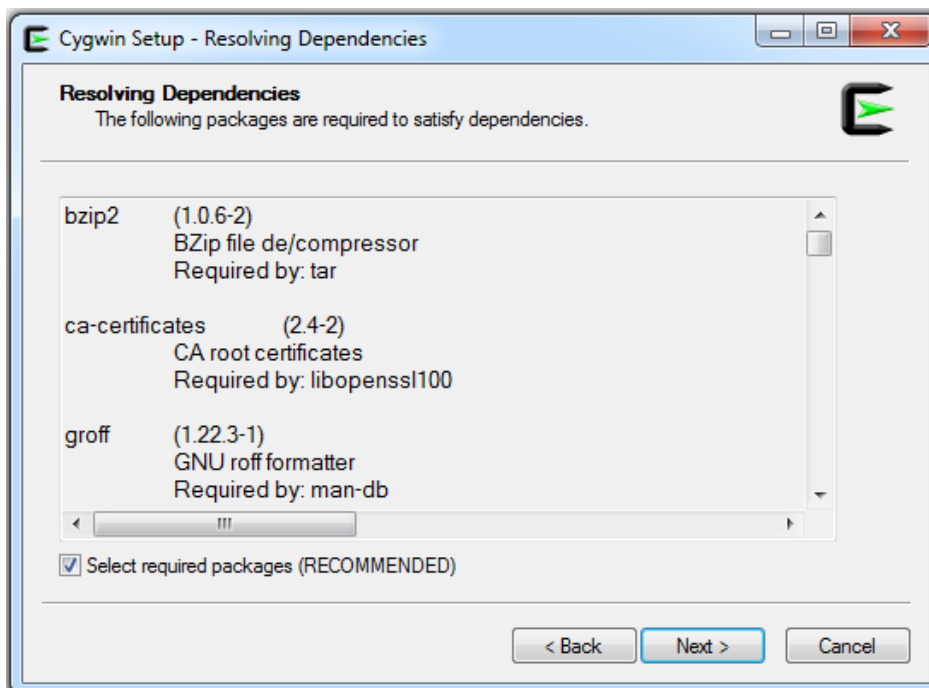 Cygwin Setup - Resolving Dependencies
Resolving Dependencies
The following packages are required to satisfy dependencies.
bzip2 (1.0.6-2)
BZip file de/compressor
Required by: tar
ca-certificates (2.4-2)
CA root certificates
Required by: libopenssl100
groff (1.22.3-1)
GNU roff formatter
Required by: man-db
Select required packages (RECOMMENDED)
< Back Next > Cancel